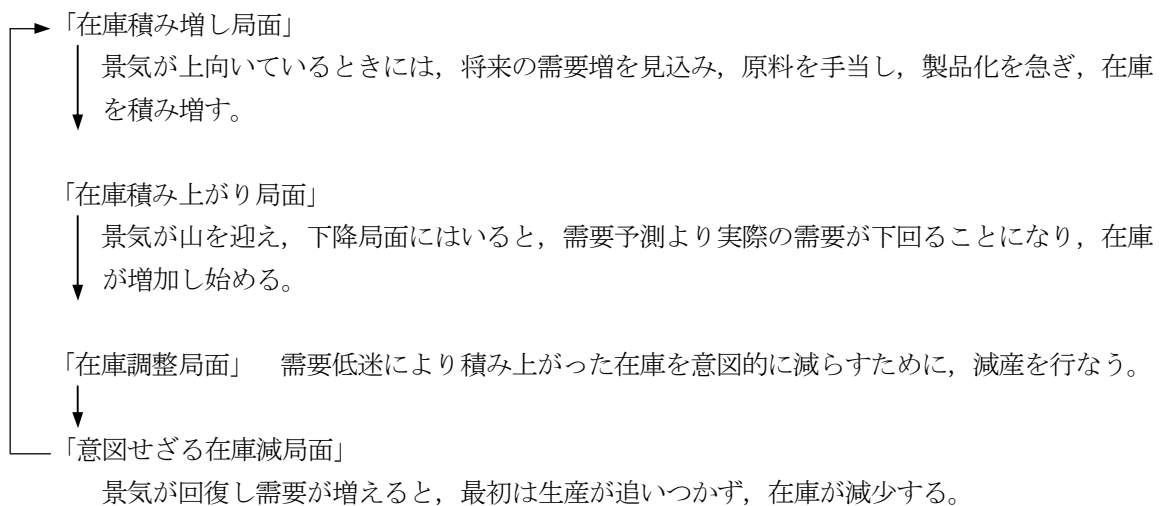 「在庫積み増し局面」
景気が上向いているときには，将来の需要増を見込み，原料を手当し，製品化を急ぎ，在庫
を積み増す。
「在庫積み上がり局面」
景気が山を迎え，下降局面にはいると，需要予測より実際の需要が下回ることになり，在庫
が増加し始める。
「在庫調整局面」　需要低迷により積み上がった在庫を意図的に減らすために，減産を行なう。
「意図せざる在庫減局面」
景気が回復し需要が増えると，最初は生産が追いつかず，在庫が減少する。